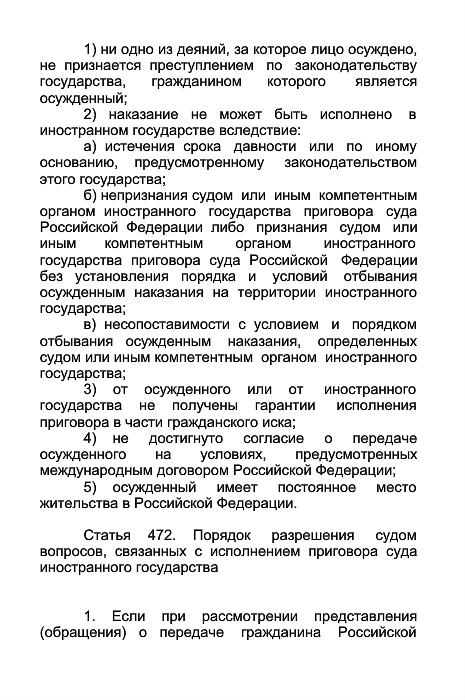 1) ни одно из деяний, за которое лицо осуждено,
не признается преступлением по законодательству
государства, гражданином которого является
осужденный;
2) наказание не может быть исполнено в
иностранном государстве вследствие:
а) истечения срока давности или по иному
основанию, предусмотренному законодательством
этого государства;
б) непризнания судом или иным компетентным
органом иностранного государства приговора суда
Российской Федерации либо признания судом или
иным компетентным органом иностранного
государства приговора суда Российской Федерации
без установления порядка и условий отбывания
осужденным наказания на территории иностранного
государства;
в) несопоставимости с условием и порядком
отбывания осужденным наказания, определенных
судом или иным компетентным органом иностранного
государства;
3) от осужденного или от иностранного
государства не получены гарантии исполнения
приговора в части гражданского иска;
4) не достигнуто согласие о передаче
осужденного на условиях, предусмотренных
международным договором Российской Федерации;
5) осужденный имеет постоянное место
жительства в Российской Федерации.
Статья 472. Порядок разрешения судом
вопросов, связанных с исполнением приговора суда
иностранного государства
1. Если при рассмотрении представления
(обращения) о передаче гражданина Российской